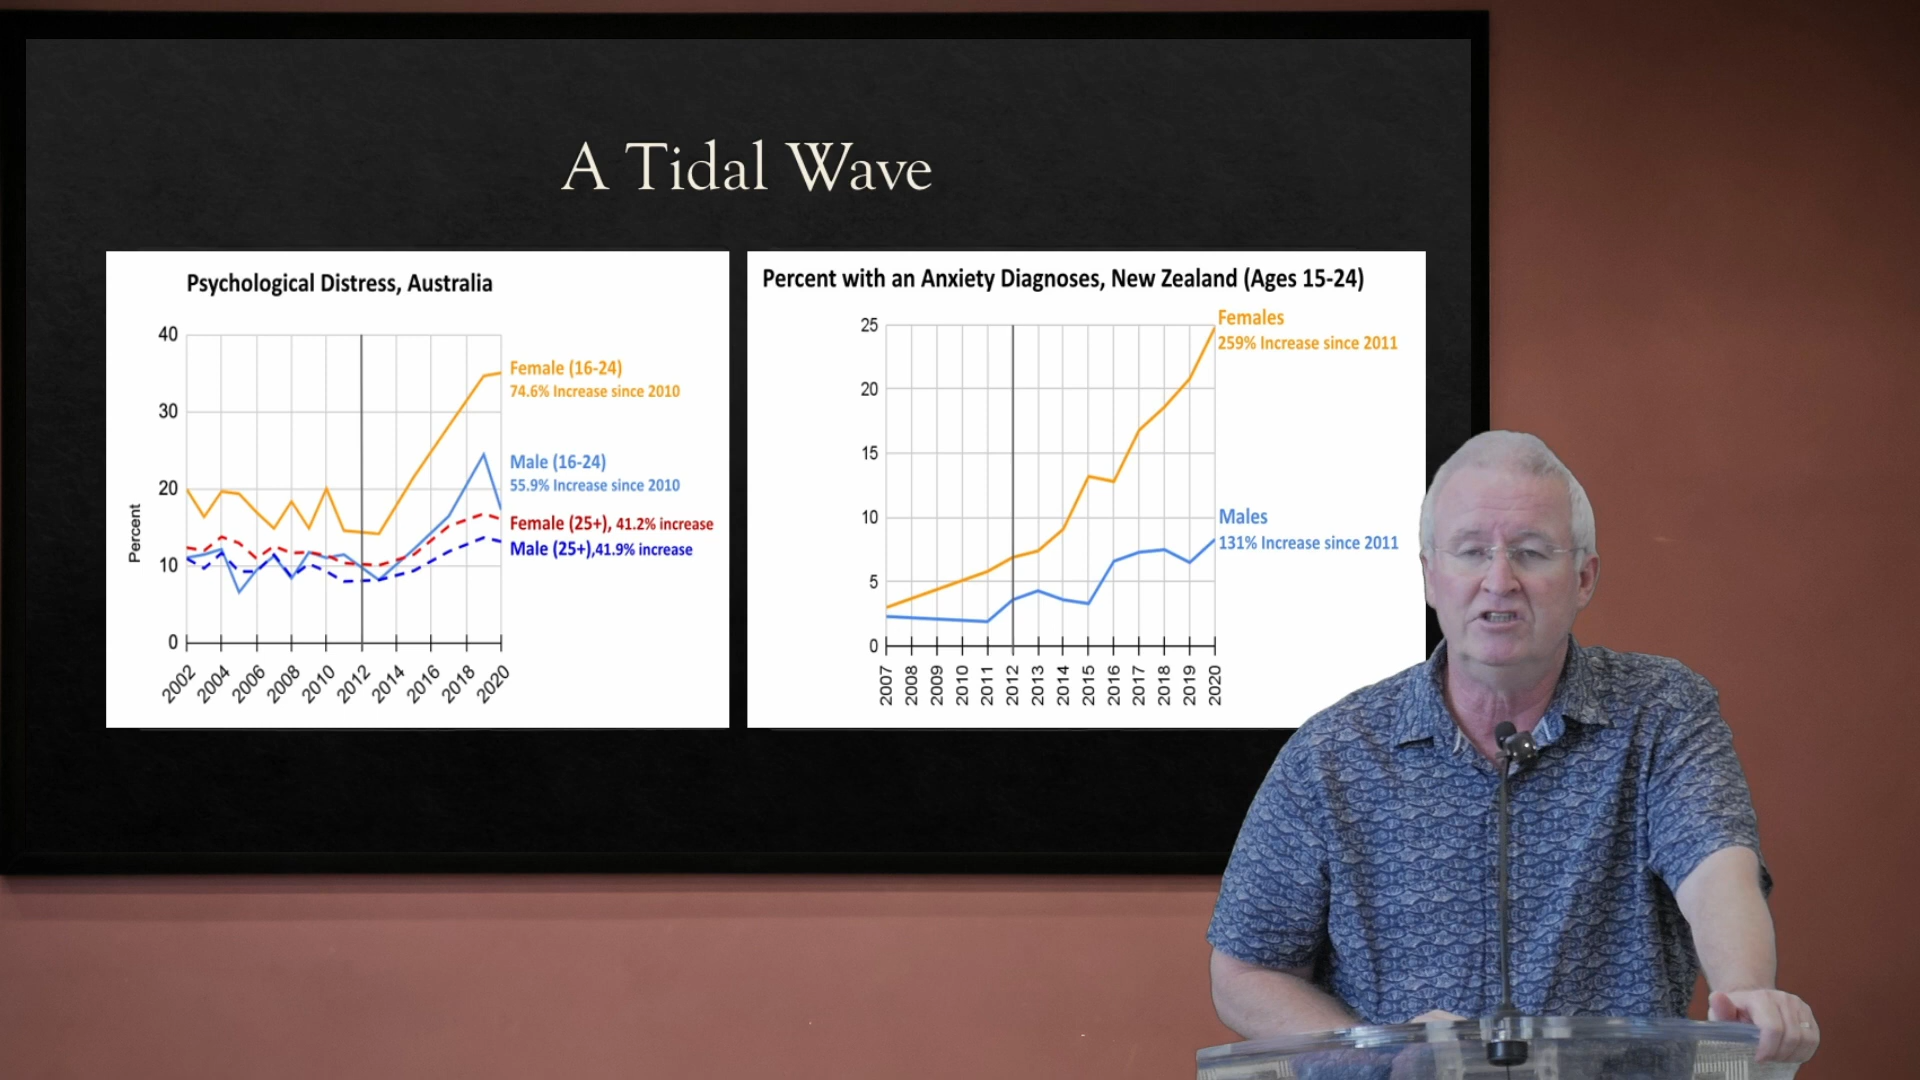 A Tidal Wave
Psychological Distress, Australia
40
30
20
10
0
Percent
2002
2004
2006
2008
2010
2012
2014
2016
2018
2020
Female (16-24)
74.6% Increase since 2010
Male (16-24)
55.9% Increase since 2010
Female (25+), 41.2% increase
Male (25+),41.9% increase
Percent with an Anxiety Diagnoses, New Zealand (Ages 15-24)
25
20
15
10
5
0
2007
2008
2009
2010
2011
2012
2013
2014
2015
2016
2017
2018
2019
2020
Females
259% Increase since 2011
Males
131% Increase since 2011